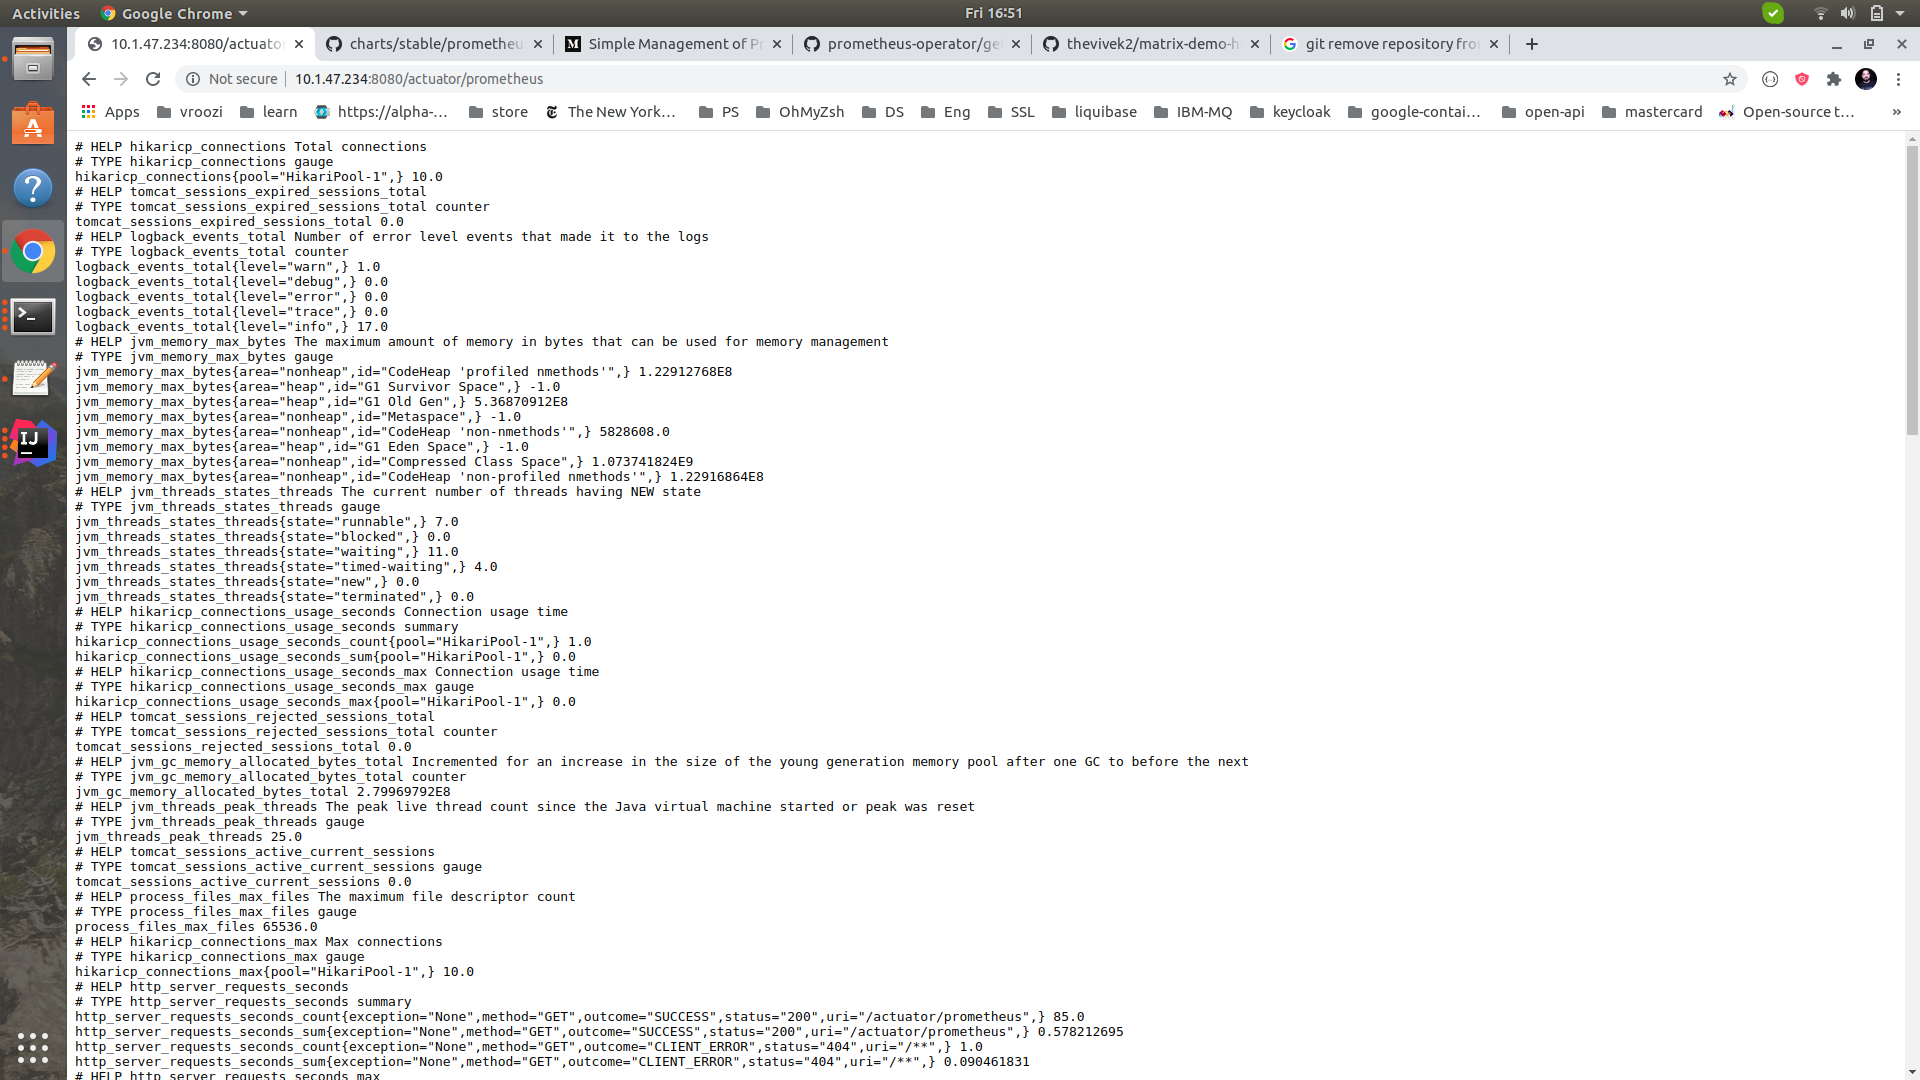 Activities
Google Chrome
Fri 16:51
10.1.47.234:8080/actuato
charts/stable/prometheu
M Simple Management of P
prometheus-operator/ge
thevivek2/matrix-demo-h
git remove repository fro
Not secure
10.1.47.234:8080/actuator/prometheus
Apps
vroozi
learn
https://alpha-...
store
The New York...
PS
OhMyZsh
DS
Eng
SSL
liquibase
IBM-MQ
keycloak
google-contai...
open-api
mastercard
Open-source t...
»
# HELP hikaricp_connections Total connections
# TYPE hikaricp_connections gauge
hikaricp_connections{pool="HikariPool-1",} 10.0
# HELP tomcat_sessions_expired_sessions_total
# TYPE tomcat_sessions_expired_sessions_total counter
tomcat_sessions_expired_sessions_total 0.0
# HELP logback_events_total Number of error level events that made it to the logs
# TYPE logback_events_total counter
logback_events_total{level="warn",} 1.0
logback_events_total{level="debug",} 0.0
logback_events_total{level="error",} 0.0
logback_events_total{level="trace",} 0.0
logback_events_total{level="info",} 17.0
# HELP jvm_memory_max_bytes The maximum amount of memory in bytes that can be used for memory management
# TYPE jvm_memory_max_bytes gauge
jvm_memory_max_bytes{area="nonheap",id="CodeHeap 'profiled nmethods'",} 1.22912768E8
jvm_memory_max_bytes{area="heap",id="G1 Survivor Space",} -1.0
jvm_memory_max_bytes{area="heap",id="G1 Old Gen",} 5.36870912E8
jvm_memory_max_bytes{area="nonheap",id="Metaspace",} -1.0
jvm_memory_max_bytes{area="nonheap",id="CodeHeap 'non-nmethods'",} 5828608.0
jvm_memory_max_bytes{area="heap",id="G1 Eden Space",} -1.0
jvm_memory_max_bytes{area="nonheap",id="Compressed Class Space",} 1.073741824E9
jvm_memory_max_bytes{area="nonheap",id="CodeHeap 'non-profiled nmethods'",} 1.22916864E8
# HELP jvm_threads_states_threads The current number of threads having NEW state
# TYPE jvm_threads_states_threads gauge
jvm_threads_states_threads{state="runnable",} 7.0
jvm_threads_states_threads{state="blocked",} 0.0
jvm_threads_states_threads{state="waiting",} 11.0
jvm_threads_states_threads{state="timed-waiting",} 4.0
jvm_threads_states_threads{state="new",} 0.0
jvm_threads_states_threads{state="terminated",} 0.0
# HELP hikaricp_connections_usage_seconds Connection usage time
# TYPE hikaricp_connections_usage_seconds summary
hikaricp_connections_usage_seconds_count{pool="HikariPool-1",} 1.0
hikaricp_connections_usage_seconds_sum{pool="HikariPool-1",} 0.0
# HELP hikaricp_connections_usage_seconds_max Connection usage time
# TYPE hikaricp_connections_usage_seconds_max gauge
hikaricp_connections_usage_seconds_max{pool="HikariPool-1",} 0.0
# HELP tomcat_sessions_rejected_sessions_total
# TYPE tomcat_sessions_rejected_sessions_total counter
tomcat_sessions_rejected_sessions_total 0.0
# HELP jvm_gc_memory_allocated_bytes_total Incremented for an increase in the size of the young generation memory pool after one GC to before the next
# TYPE jvm_gc_memory_allocated_bytes_total counter
jvm_gc_memory_allocated_bytes_total 2.79969792E8
# HELP jvm_threads_peak_threads The peak live thread count since the Java virtual machine started or peak was reset
# TYPE jvm_threads_peak_threads gauge
jvm_threads_peak_threads 25.0
# HELP tomcat_sessions_active_current_sessions
# TYPE tomcat_sessions_active_current_sessions gauge
tomcat_sessions_active_current_sessions 0.0
# HELP process_files_max_files The maximum file descriptor count
# TYPE process_files_max_files gauge
process_files_max_files 65536.0
# HELP hikaricp_connections_max Max connections
# TYPE hikaricp_connections_max gauge
hikaricp_connections_max{pool="HikariPool-1",} 10.0
# HELP http_server_requests_seconds
# TYPE http_server_requests_seconds summary
http_server_requests_seconds_count{exception="None",method="GET",outcome="SUCCESS",status="200",uri="/actuator/prometheus",} 85.0
http_server_requests_seconds_sum{exception="None",method="GET",outcome="SUCCESS",status="200",uri="/actuator/prometheus",} 0.578212695
http_server_requests_seconds_count{exception="None",method="GET",outcome="CLIENT_ERROR",status="404",uri="/**",} 1.0
http_server_requests_seconds_sum{exception="None",method="GET",outcome="CLIENT_ERROR",status="404",uri="/**",} 0.090461831
# HELP http_server_requests_seconds_max
IJ